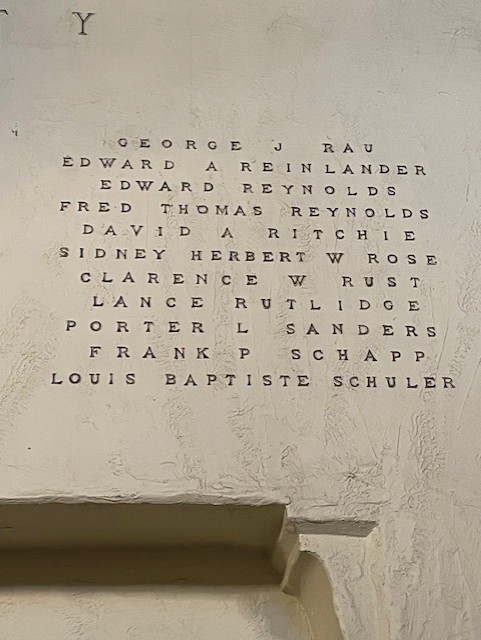 Y
GEORGE J RAU
EDWARD A REINLANDER
EDWARD REYNOLDS
FRED THOMAS REYNOLDS
DAVID A RITCHIE
SIDNEY HERBERT W ROSE
CLARENCE W RUST
LANCE RUTLIDGE
PORTER L SANDERS
FRANK P SCHAPP
LOUIS BAPTISTE SCHULER